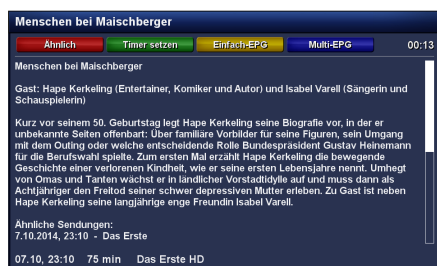 Menschen bei Maischberger
Ähnlich Timer setzen Einfach-EPG Multi-EPG 00:13
Menschen bei Maischberger
Gast: Hape Kerkeling (Entertainer, Komiker und Autor) und Isabel Varell (Sängerin und
Schauspielerin)
Kurz vor seinem 50. Geburtstag legt Hape Kerkeling seine Biografie vor, in der er
unbekannte Seiten offenbart: Über familiäre Vorbilder für seine Figuren, sein Umgang
mit dem Outing oder welche entscheidende Rolle Bundespräsident Gustav Heinemann
für die Berufswahl spielte. Zum ersten Mal erzählt Hape Kerkeling die bewegende
Geschichte einer verlorenen Kindheit, wie er seine ersten Lebensjahre nennt. Umhegt
von Omas und Tanten wächst er in ländlicher Vorstadtidylle auf und muss dann als
Achtjähriger den Freitod seiner schwer depressiven Mutter erleben. Zu Gast ist neben
Hape Kerkeling seine langjährige enge Freundin Isabel Varell.
Ähnliche Sendungen:
7.10.2014, 23:10 - Das Erste
07.10, 23:10 75 min Das Erste HD